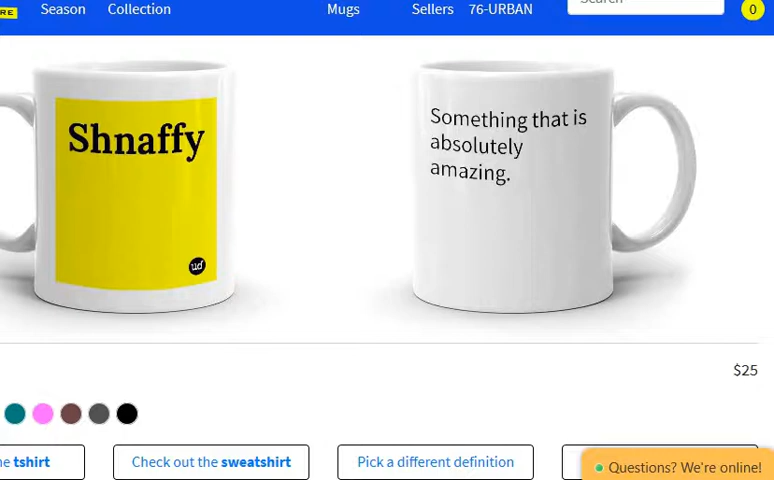 Season Collection Mugs Sellers 76-URBAN 0
Shnaffy
ud
Something that is
absolutely
amazing.
$25
tshirt Check out the sweatshirt Pick a different definition
Questions? We're online!